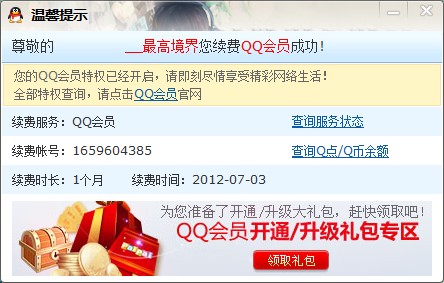 温馨提示
尊敬的 ___最高境界您续费QQ会员成功！
您的QQ会员特权已经开启，请即刻尽情享受精彩网络生活！
全部特权查询，请点击QQ会员官网
续费服务：QQ会员 查询服务状态
续费帐号：1659604385 查询Q点/Q币余额
续费时长：1个月 续费时间：2012-07-03
为您准备了开通/升级大礼包，赶快领取吧！
QQ会员开通/升级礼包专区
领取礼包